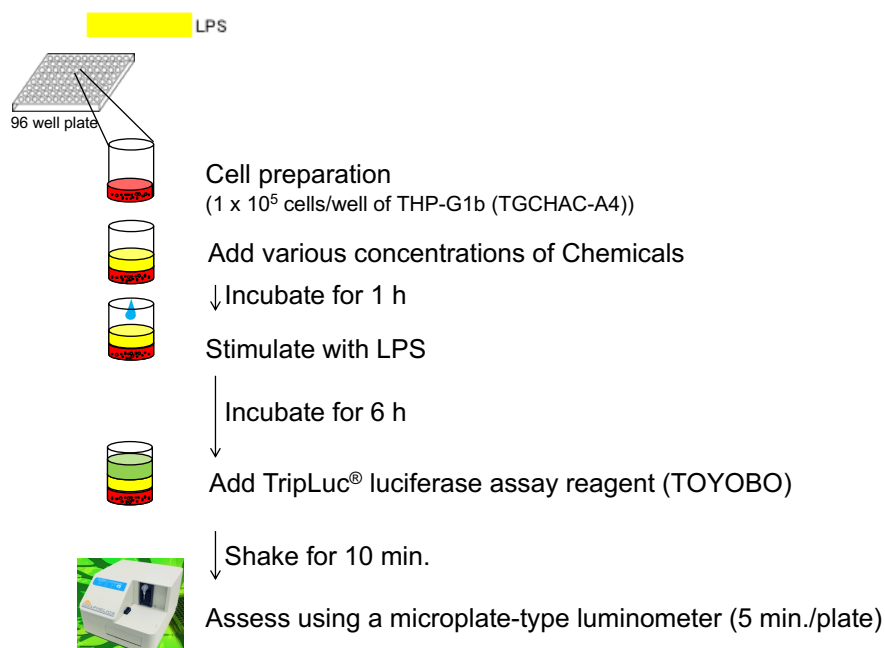 LPS
96 well plate
Cell preparation
(1 x 10⁵ cells/well of THP-G1b (TGCHAC-A4))
Add various concentrations of Chemicals
Incubate for 1 h
Stimulate with LPS
Incubate for 6 h
Add TripLuc® luciferase assay reagent (TOYOBO)
Shake for 10 min.
Assess using a microplate-type luminometer (5 min./plate)